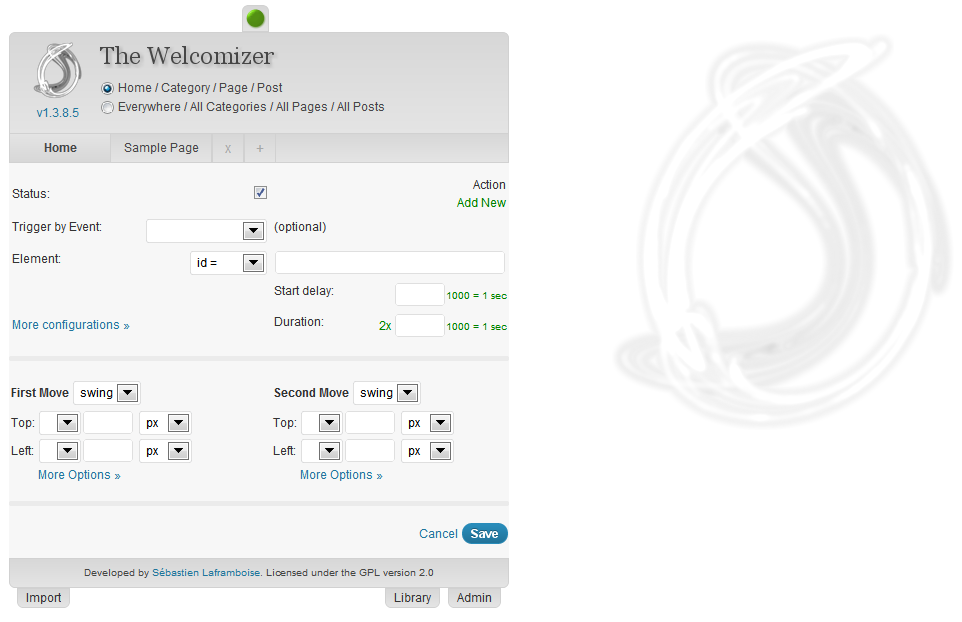 The Welcomizer
Home / Category / Page / Post
v1.3.8.5
Everywhere / All Categories / All Pages / All Posts
Home Sample Page x +
Status: Action
Add New
Trigger by Event: (optional)
Element: id =
Start delay: 1000 = 1 sec
More configurations » Duration: 2x 1000 = 1 sec
First Move swing Second Move swing
Top: px Top: px
Left: px Left: px
More Options » More Options »
Cancel Save
Developed by Sébastien Laframboise. Licensed under the GPL version 2.0
Import Library Admin